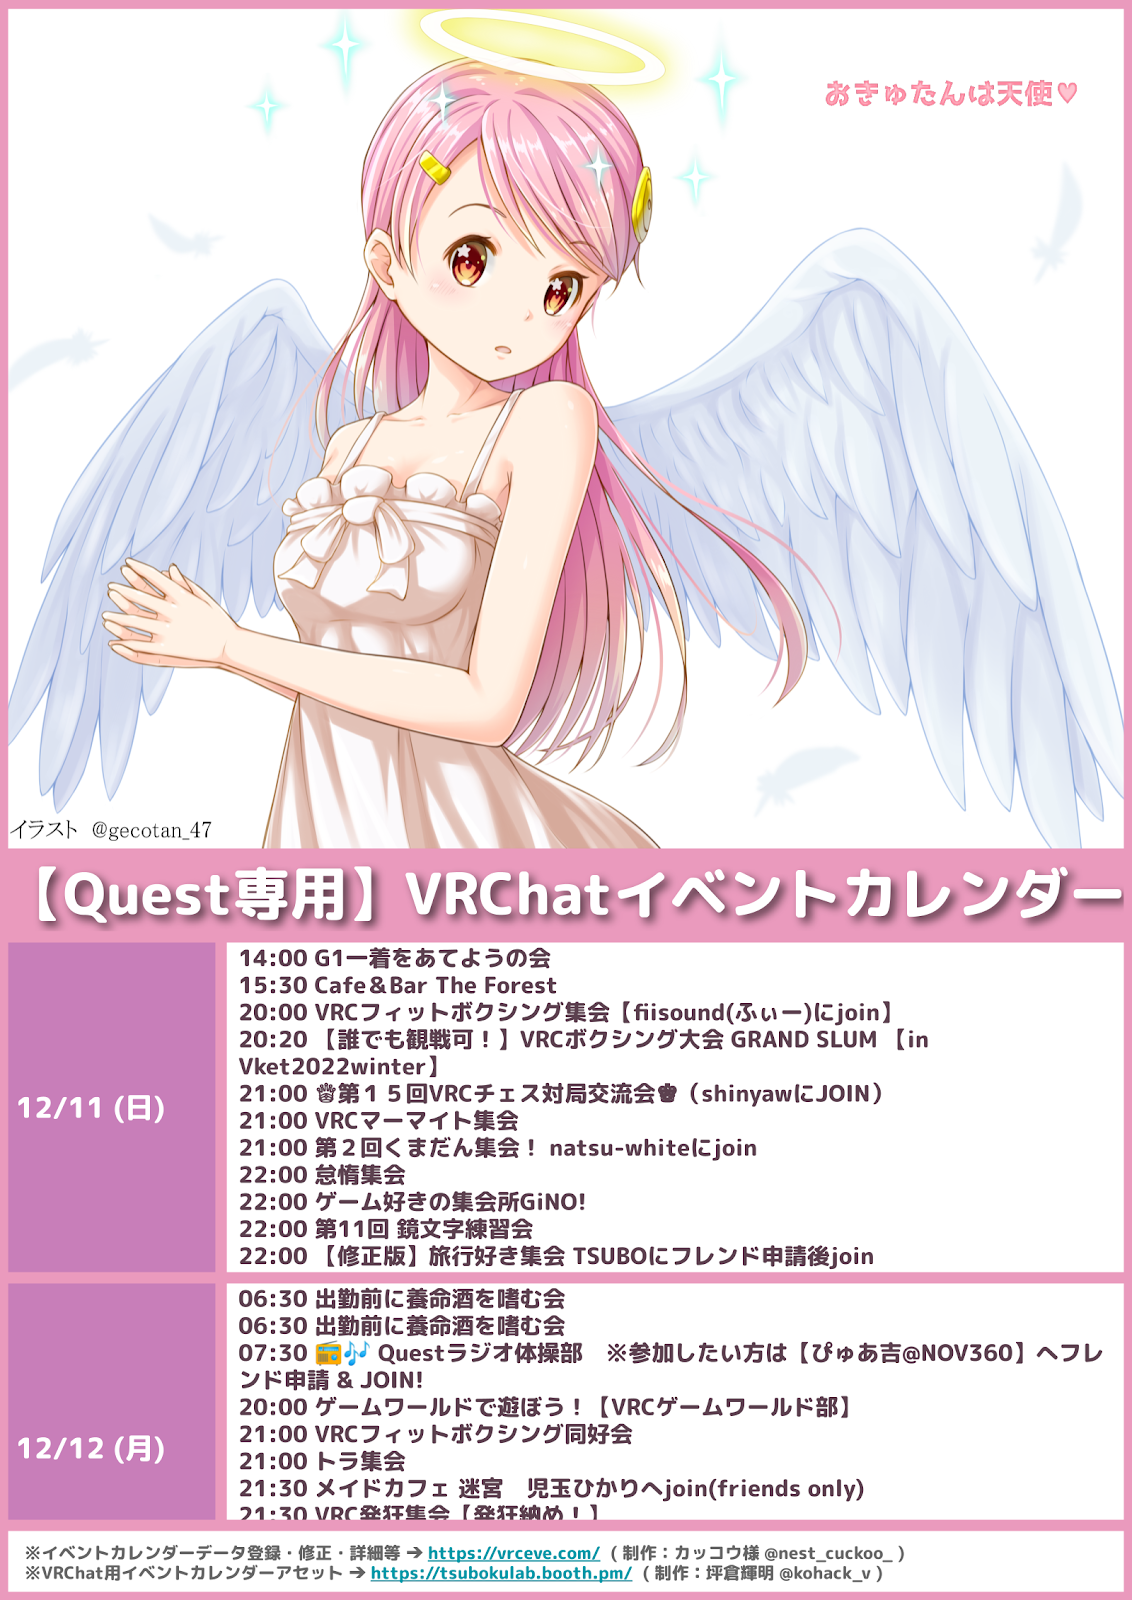 おきゅたんは天使♥
イラスト @gecotan_47
【Quest専用】VRChatイベントカレンダー
12/11 (日)
14:00 G1一着をあてようの会
15:30 Cafe＆Bar The Forest
20:00 VRCフィットボクシング集会【fiisound(ふぃー)にjoin】
20:20 【誰でも観戦可！】VRCボクシング大会 GRAND SLUM 【in
Vket2022winter】
21:00 ♕第１５回VRCチェス対局交流会♚（shinyawにJOIN）
21:00 VRCマーマイト集会
21:00 第２回くまだん集会！ natsu-whiteにjoin
22:00 怠惰集会
22:00 ゲーム好きの集会所GiNO!
22:00 第11回 鏡文字練習会
22:00 【修正版】旅行好き集会 TSUBOにフレンド申請後join
12/12 (月)
06:30 出勤前に養命酒を嗜む会
06:30 出勤前に養命酒を嗜む会
07:30 📻🎶 Questラジオ体操部　※参加したい方は【ぴゅあ吉@NOV360】へフレ
ンド申請 & JOIN!
20:00 ゲームワールドで遊ぼう！【VRCゲームワールド部】
21:00 VRCフィットボクシング同好会
21:00 トラ集会
21:30 メイドカフェ 迷宮　児玉ひかりへjoin(friends only)
21:30 VRC発狂集会【発狂納め！】
※イベントカレンダーデータ登録・修正・詳細等 ➔ https://vrceve.com/ ( 制作：カッコウ様 @nest_cuckoo_ )
※VRChat用イベントカレンダーアセット ➔ https://tsubokulab.booth.pm/ ( 制作：坪倉輝明 @kohack_v )